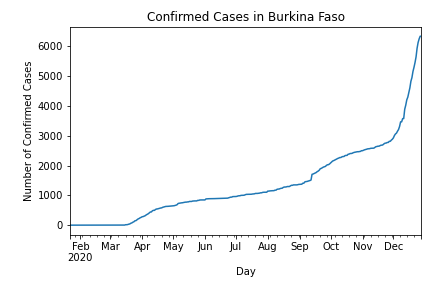 Confirmed Cases in Burkina Faso
Number of Confirmed Cases
6000
5000
4000
3000
2000
1000
0
Feb Mar Apr May Jun Jul Aug Sep Oct Nov Dec
2020
Day